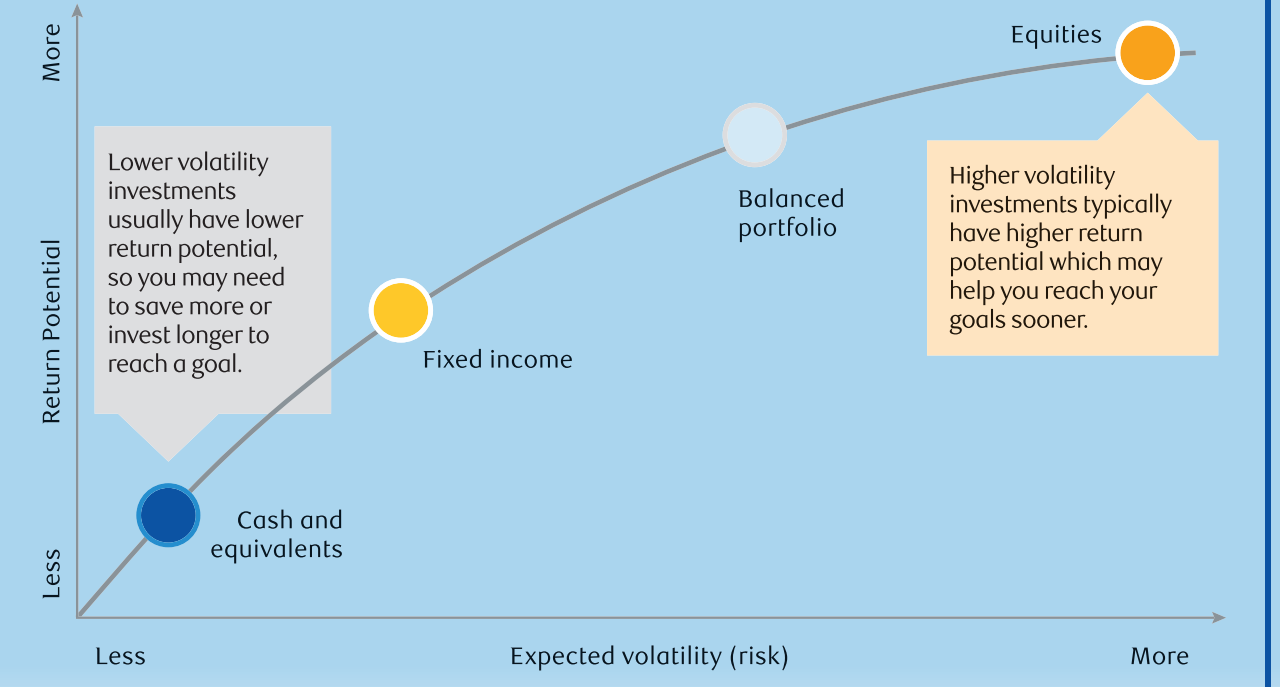 More
Equities
Lower volatility
investments
usually have lower
return potential,
so you may need
to save more or
invest longer to
reach a goal.
Balanced
portfolio
Higher volatility
investments typically
have higher return
potential which may
help you reach your
goals sooner.
Return Potential
Fixed income
Cash and
equivalents
Less
Less
Expected volatility (risk)
More